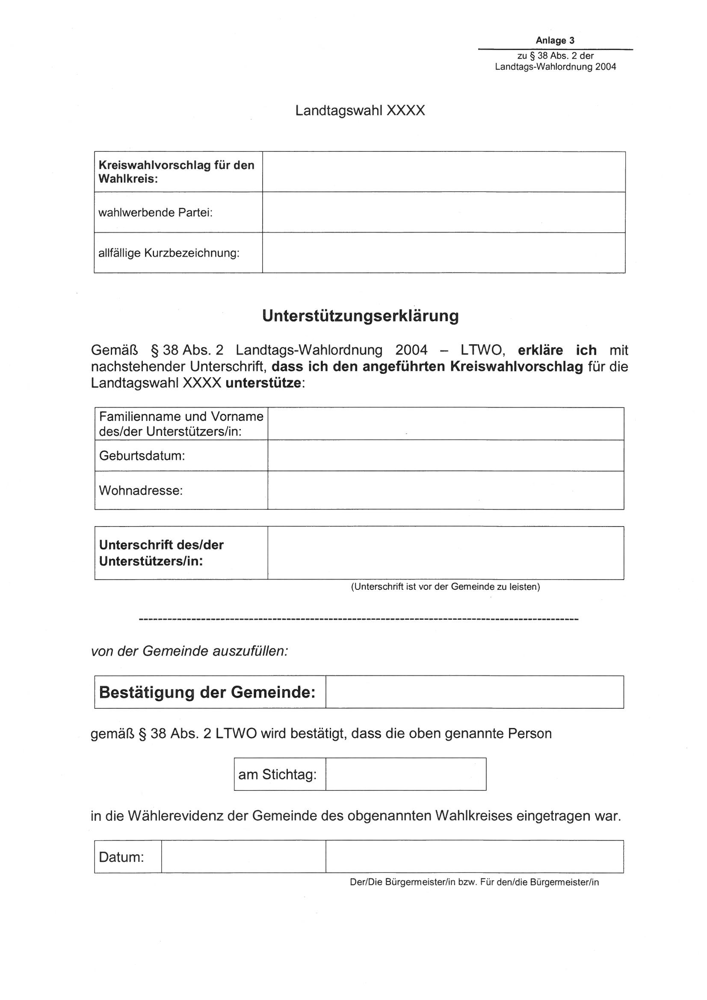 Anlage 3
zu § 38 Abs. 2 der
Landtags-Wahlordnung 2004
Landtagswahl XXXX
Kreiswahlvorschlag für den
Wahlkreis:
wahlwerbende Partei:
allfällige Kurzbezeichnung:
Unterstützungserklärung
Gemäß § 38 Abs. 2 Landtags-Wahlordnung 2004 – LTWO, erkläre ich mit
nachstehender Unterschrift, dass ich den angeführten Kreiswahlvorschlag für die
Landtagswahl XXXX unterstütze:
Familienname und Vorname
des/der Unterstützers/in:
Geburtsdatum:
Wohnadresse:
Unterschrift des/der
Unterstützers/in:
(Unterschrift ist vor der Gemeinde zu leisten)
von der Gemeinde auszufüllen:
Bestätigung der Gemeinde:
gemäß § 38 Abs. 2 LTWO wird bestätigt, dass die oben genannte Person
am Stichtag:
in die Wählerevidenz der Gemeinde des obgenannten Wahlkreises eingetragen war.
Datum:
Der/Die Bürgermeister/in bzw. Für den/die Bürgermeister/in